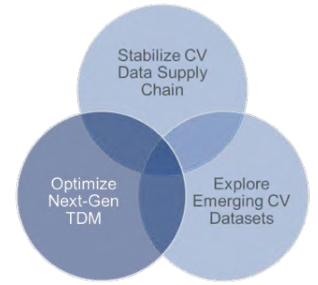 Stabilize CV
Data Supply
Chain
Optimize
Next-Gen
TDM
Explore
Emerging CV
Datasets